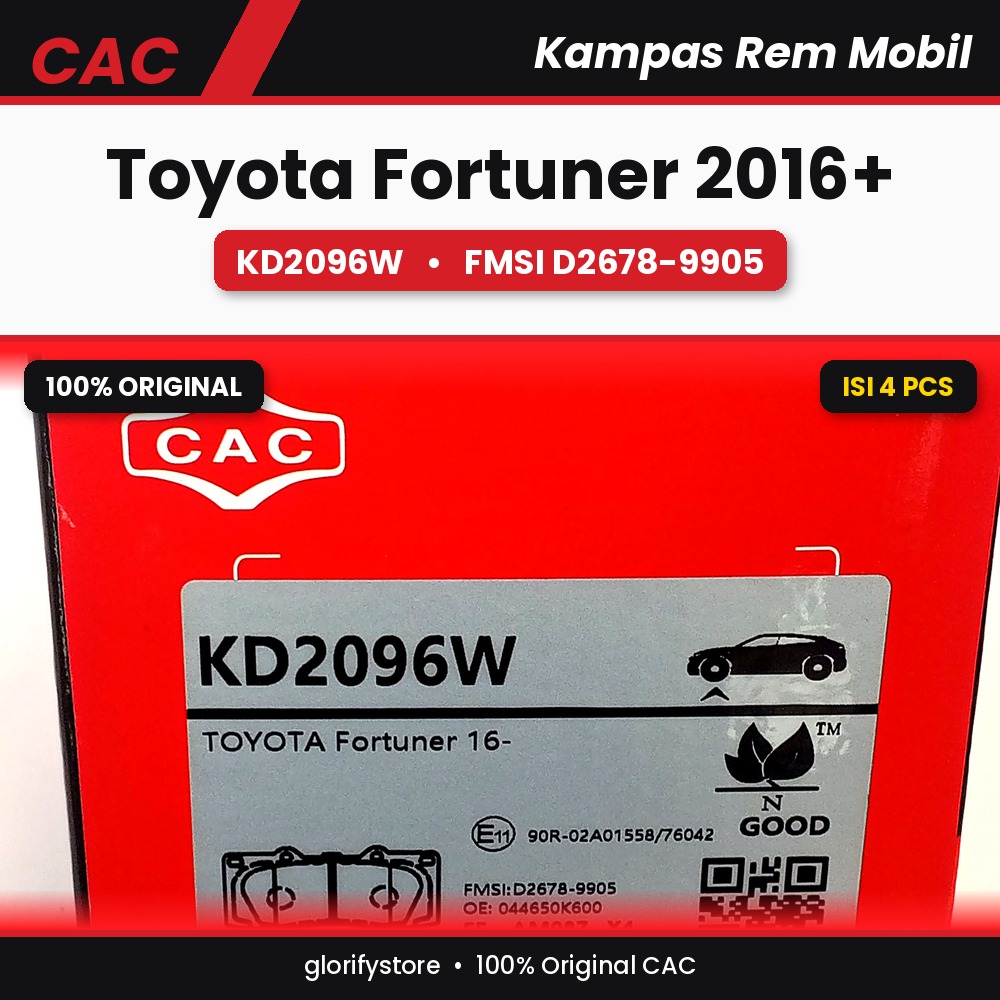 CAC
Kampas Rem Mobil
Toyota Fortuner 2016+
KD2096W • FMSI D2678-9905
100% ORIGINAL
ISI 4 PCS
CAC
KD2096W
TOYOTA Fortuner 16-
TM
N
GOOD
E11 90R-02A01558/76042
FMSI:D2678-9905
OE: 044650K600
glorifystore • 100% Original CAC